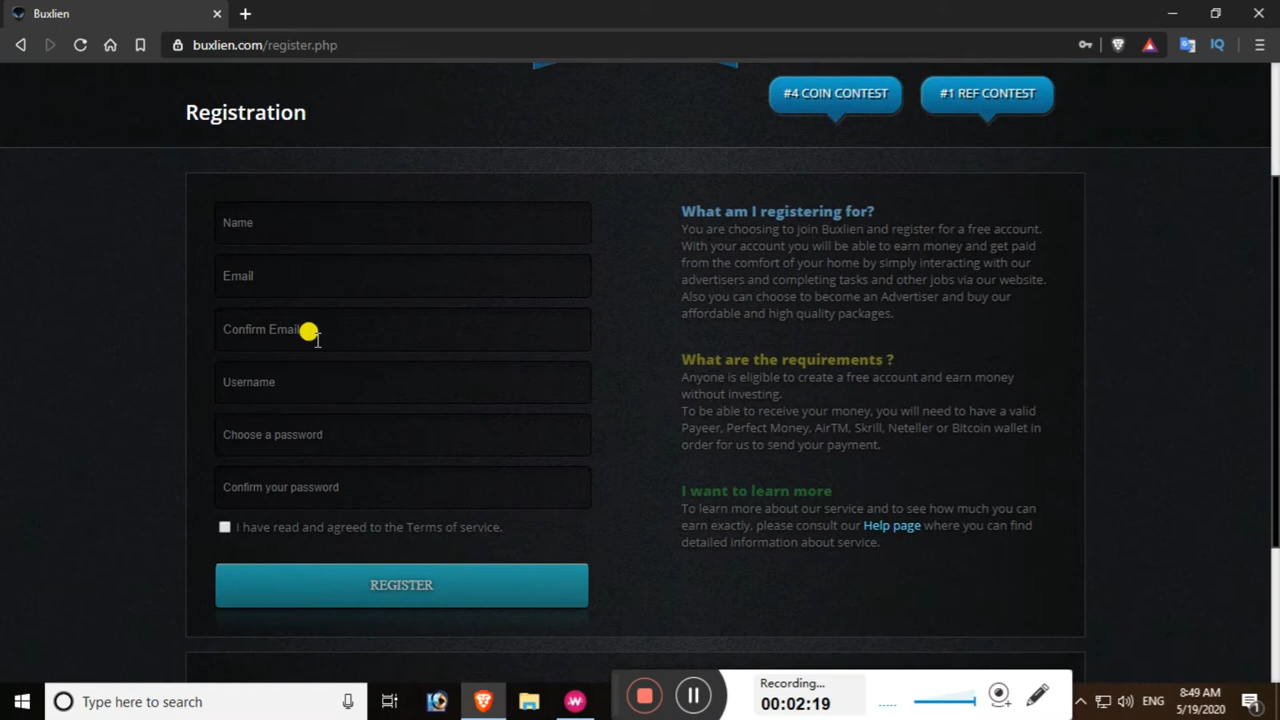 Buxlien
buxlien.com/register.php
#4 COIN CONTEST
#1 REF CONTEST
Registration
Name
Email
Confirm Email
Username
Choose a password
Confirm your password
I have read and agreed to the Terms of service.
REGISTER
What am I registering for?
You are choosing to join Buxlien and register for a free account.
With your account you will be able to earn money and get paid
from the comfort of your home by simply interacting with our
advertisers and completing tasks and other jobs via our website.
Also you can choose to become an Advertiser and buy our
affordable and high quality packages.
What are the requirements ?
Anyone is eligible to create a free account and earn money
without investing.
To be able to receive your money, you will need to have a valid
Payeer, Perfect Money, AirTM, Skrill, Neteller or Bitcoin wallet in
order for us to send your payment.
I want to learn more
To learn more about our service and to see how much you can
earn exactly, please consult our Help page where you can find
detailed information about service.
Type here to search
Recording...
00:02:19
ENG
8:49 AM
5/19/2020
1
IQ
w